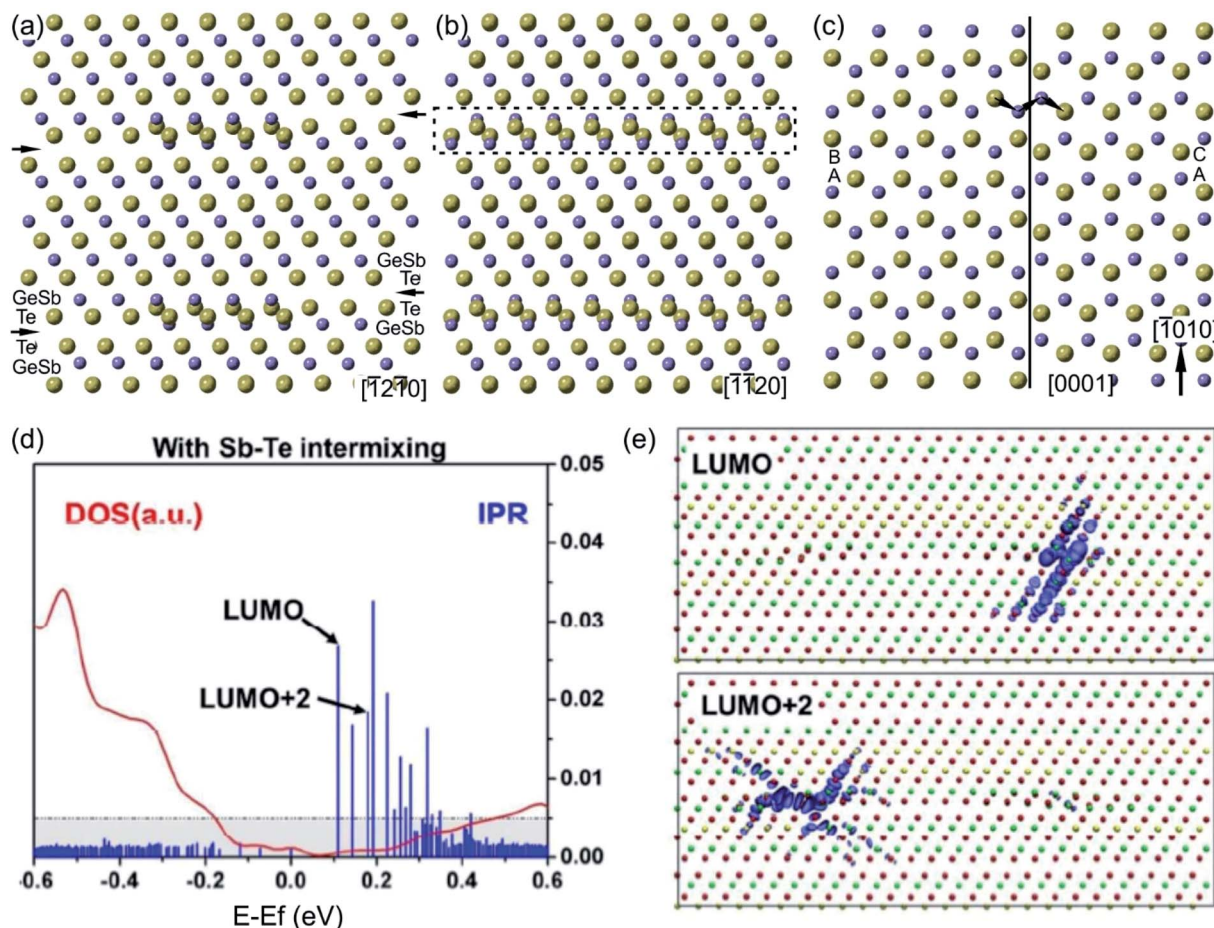 (a)
GeSb
Te
Te
GeSb
GeSb
Te
Te
GeSb
[1̅21̅0]
(b)
[1̅1̅20]
(c)
B
A
C
A
[1̅010]
[0001]
(d)
With Sb-Te intermixing
DOS(a.u.)
IPR
LUMO
LUMO+2
0.05
0.04
0.03
0.02
0.01
0.00
-0.6 -0.4 -0.2 0.0 0.2 0.4 0.6
E-Ef (eV)
(e)
LUMO
LUMO+2